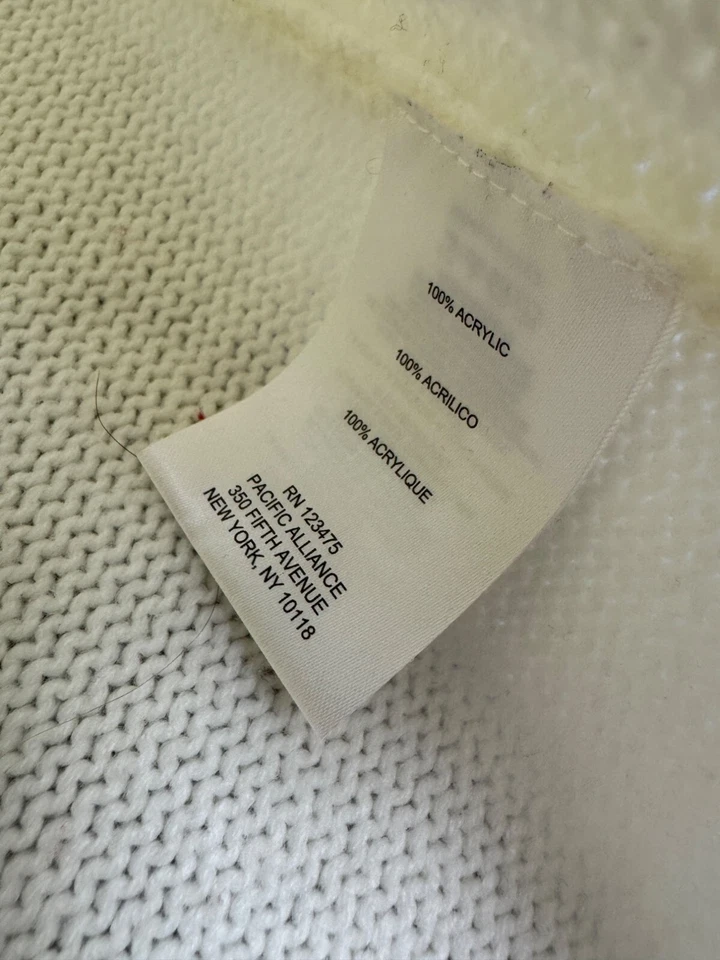 100% ACRYLIC
100% ACRILICO
100% ACRYLIQUE
RN 123475
PACIFIC ALLIANCE
350 FIFTH AVENUE
NEW YORK, NY 10118